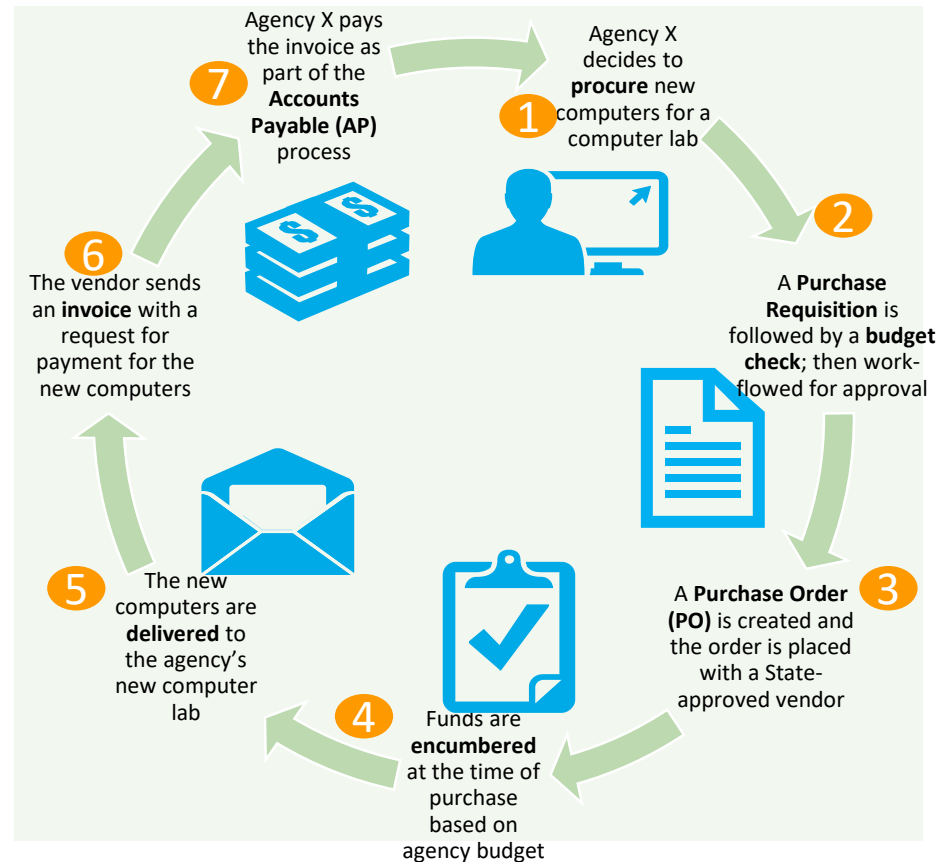 1
Agency X
decides to
procure new
computers for a
computer lab
2
A Purchase
Requisition is
followed by a budget
check; then work-
flowed for approval
3
A Purchase Order
(PO) is created and
the order is placed
with a State-
approved vendor
4
Funds are
encumbered
at the time of
purchase
based on
agency budget
5
The new
computers are
delivered to
the agency’s
new computer
lab
6
The vendor sends
an invoice with a
request for
payment for the
new computers
7
Agency X pays
the invoice as
part of the
Accounts
Payable (AP)
process
$ $